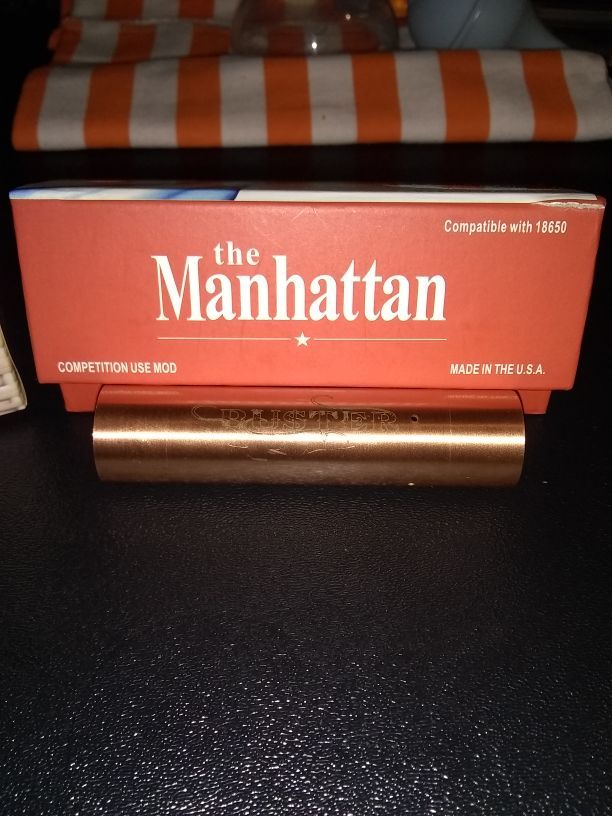 Compatible with 18650
the
Manhattan
COMPETITION USE MOD
MADE IN THE U.S.A.
BUSTER